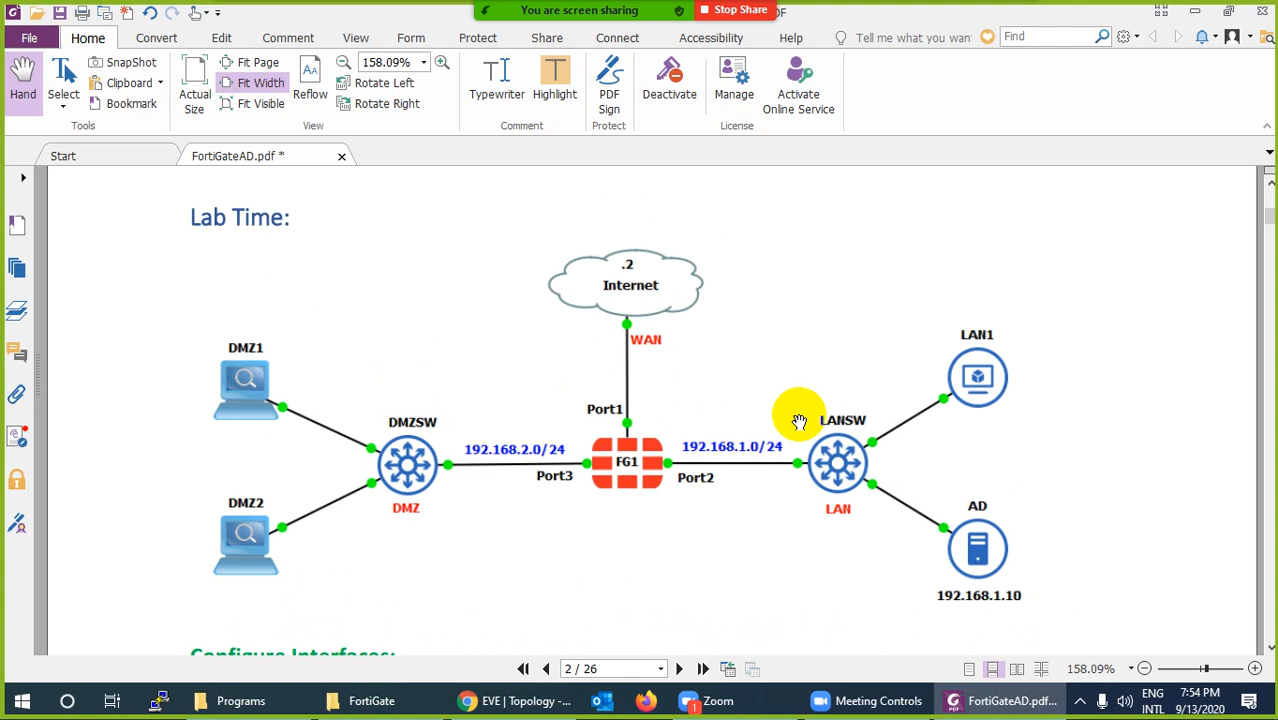 You are screen sharing
Stop Share
DF
File
Home
Convert
Edit
Comment
View
Form
Protect
Share
Connect
Accessibility
Help
Tell me what you wan
Find
Hand
Select
SnapShot
Clipboard
Bookmark
Tools
Actual Size
Fit Page
Fit Width
Fit Visible
Reflow
158.09%
Rotate Left
Rotate Right
View
Typewriter
Highlight
Comment
PDF Sign
Protect
Deactivate
Manage
Activate Online Service
License
Start
FortiGateAD.pdf *
Lab Time:
.2
Internet
WAN
DMZ1
LAN1
Port1
DMZSW
LANSW
192.168.2.0/24
192.168.1.0/24
FG1
Port3
Port2
DMZ2
DMZ
LAN
AD
192.168.1.10
Configure Interfaces:
2 / 26
158.09%
Programs
FortiGate
EVE | Topology - ...
Zoom
1
Meeting Controls
FortiGateAD.pdf...
ENG
INTL
7:54 PM
9/13/2020